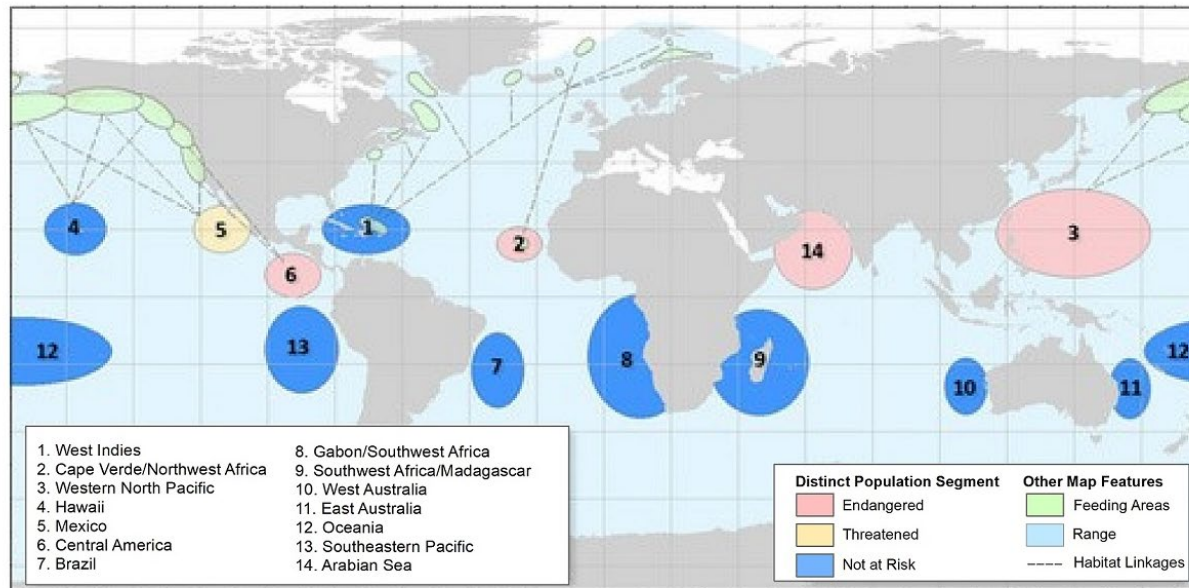 4
5
6
1
2
14
3
12
13
7
8
9
10
11
12
1. West Indies
2. Cape Verde/Northwest Africa
3. Western North Pacific
4. Hawaii
5. Mexico
6. Central America
7. Brazil
8. Gabon/Southwest Africa
9. Southwest Africa/Madagascar
10. West Australia
11. East Australia
12. Oceania
13. Southeastern Pacific
14. Arabian Sea
Distinct Population Segment
Endangered
Threatened
Not at Risk
Other Map Features
Feeding Areas
Range
Habitat Linkages